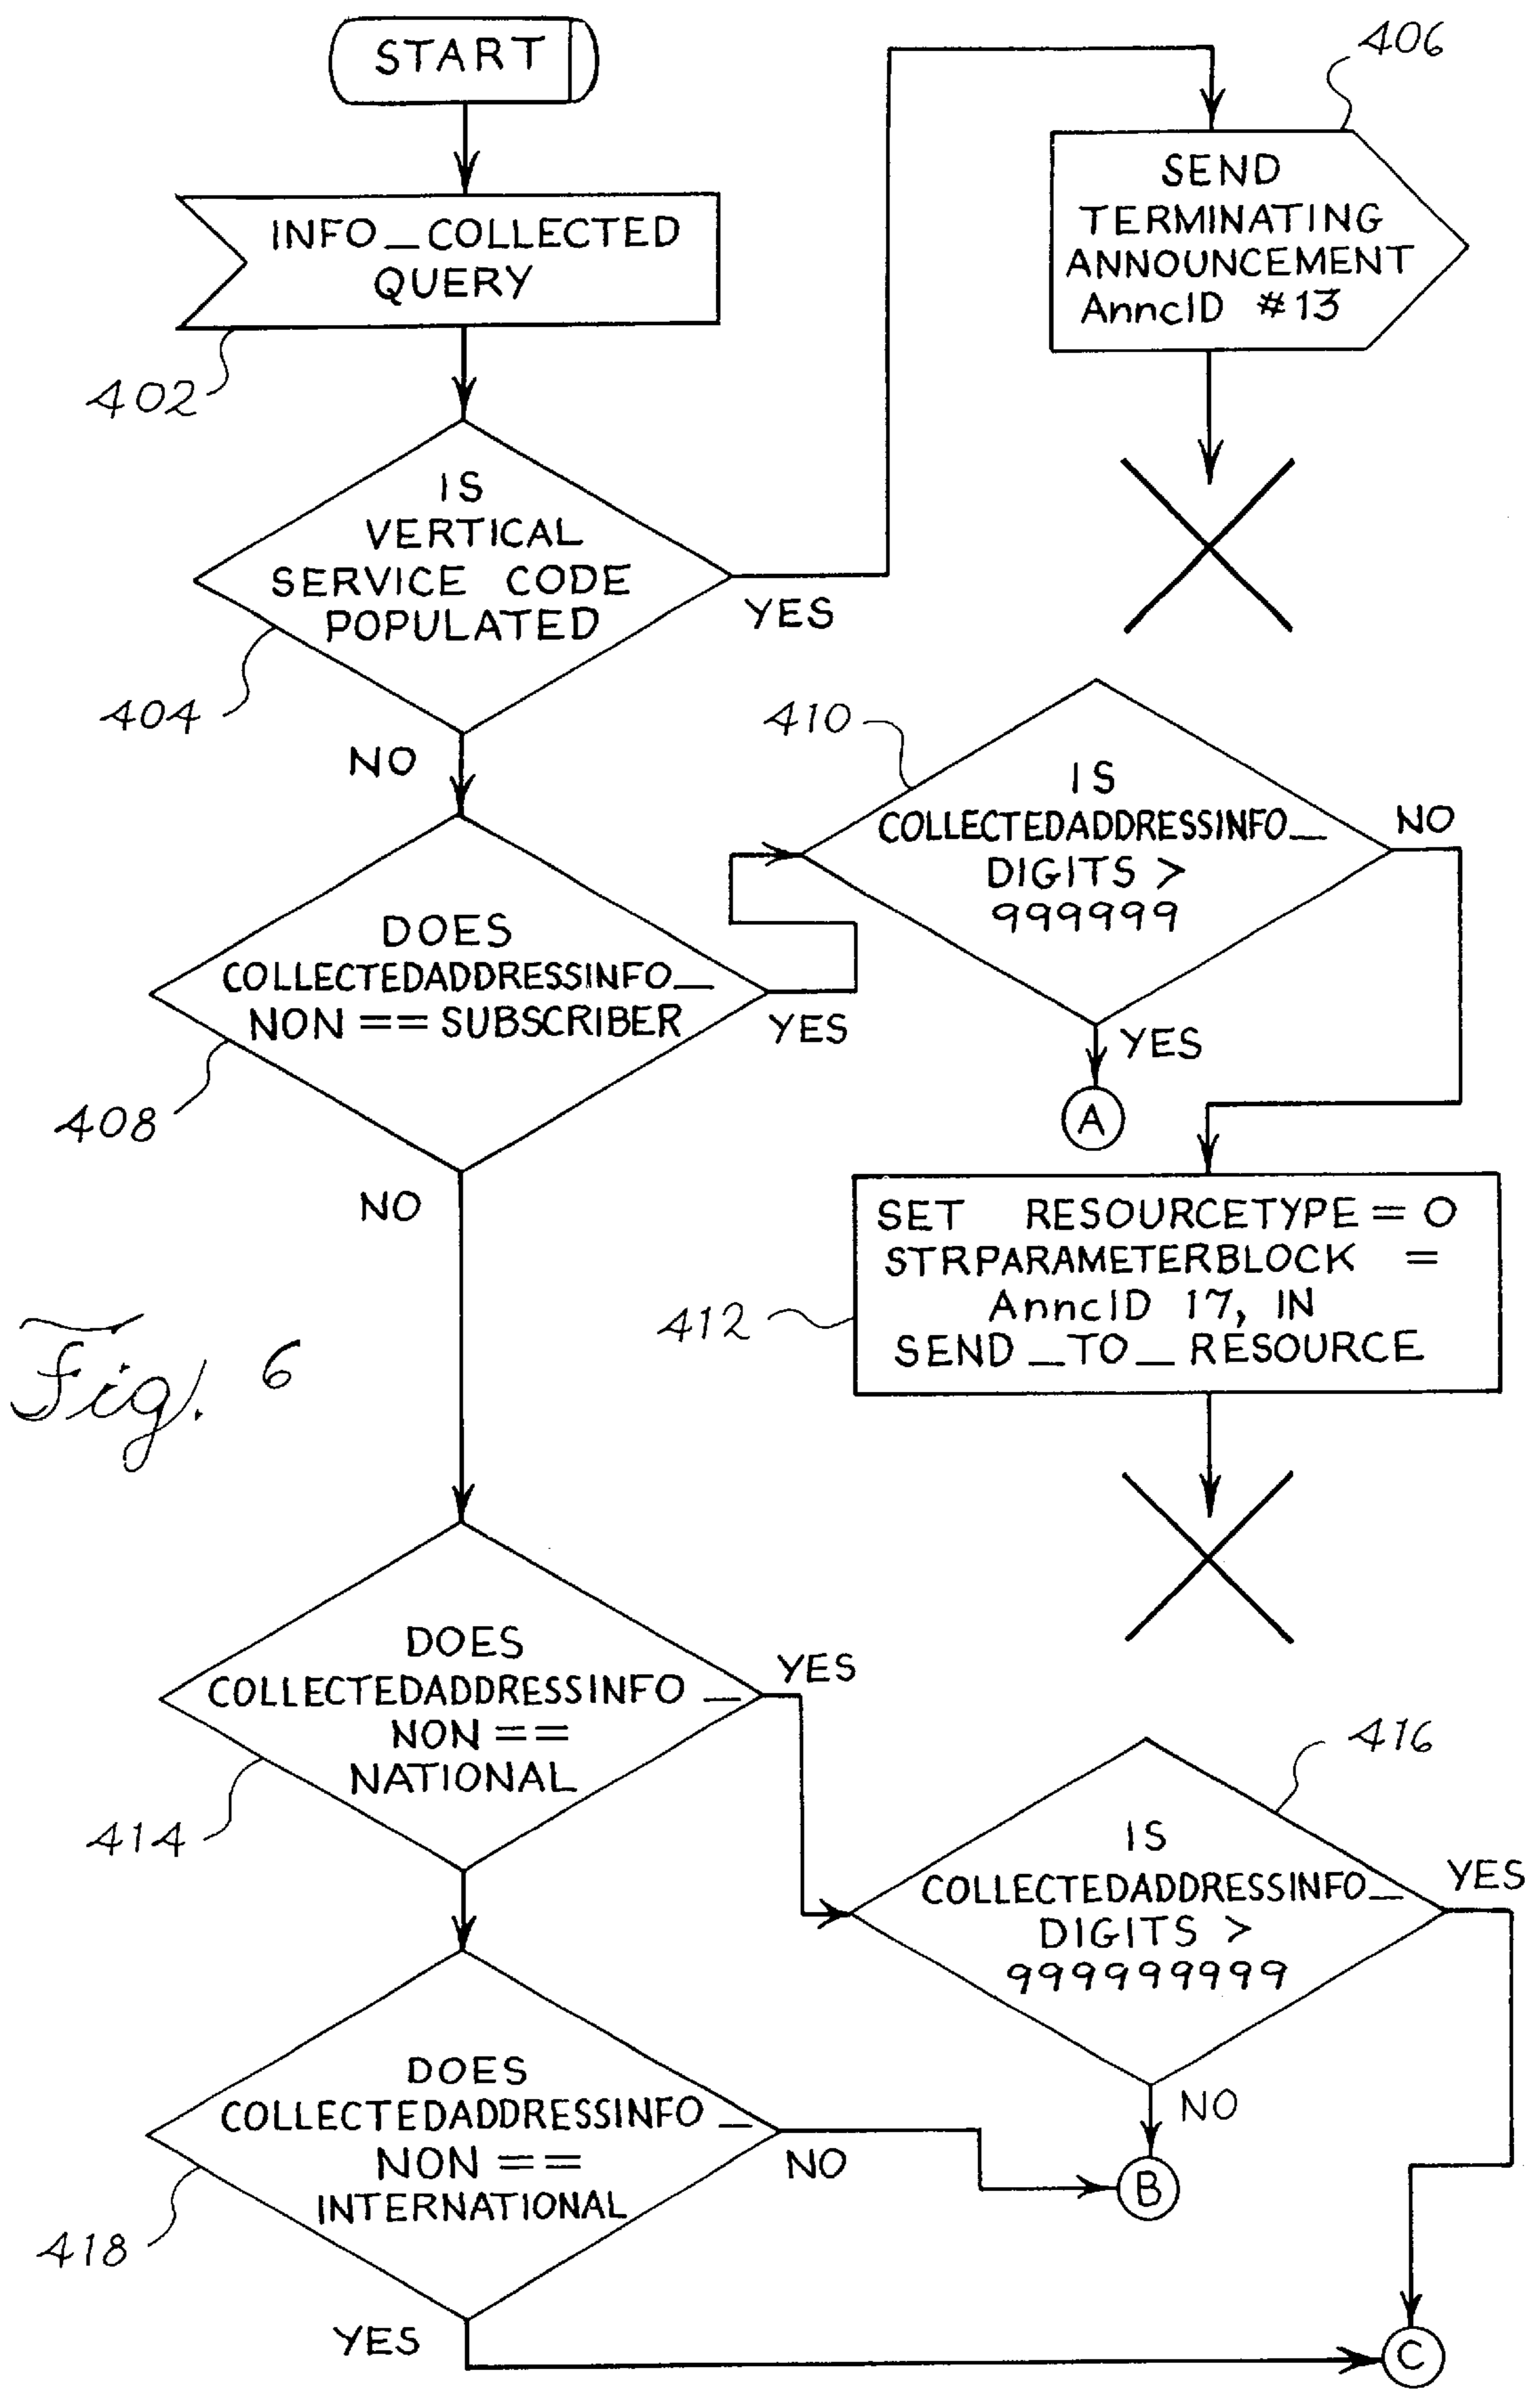 START
406
SEND
TERMINATING
ANNOUNCEMENT
AnncID #13
INFO_COLLECTED
QUERY
402
IS
VERTICAL
SERVICE CODE
POPULATED
YES
404
NO
410
IS
COLLECTEDADDRESSINFO_
DIGITS >
999999
NO
YES
A
DOES
COLLECTEDADDRESSINFO_
NON == SUBSCRIBER
YES
408
NO
SET RESOURCETYPE = 0
STRPARAMETERBLOCK =
AnncID 17, IN
SEND_TO_RESOURCE
412
Fig. 6
DOES
COLLECTEDADDRESSINFO_
NON ==
NATIONAL
YES
414
416
IS
COLLECTEDADDRESSINFO_
DIGITS >
999999999
YES
NO
DOES
COLLECTEDADDRESSINFO_
NON ==
INTERNATIONAL
NO
B
418
YES
C